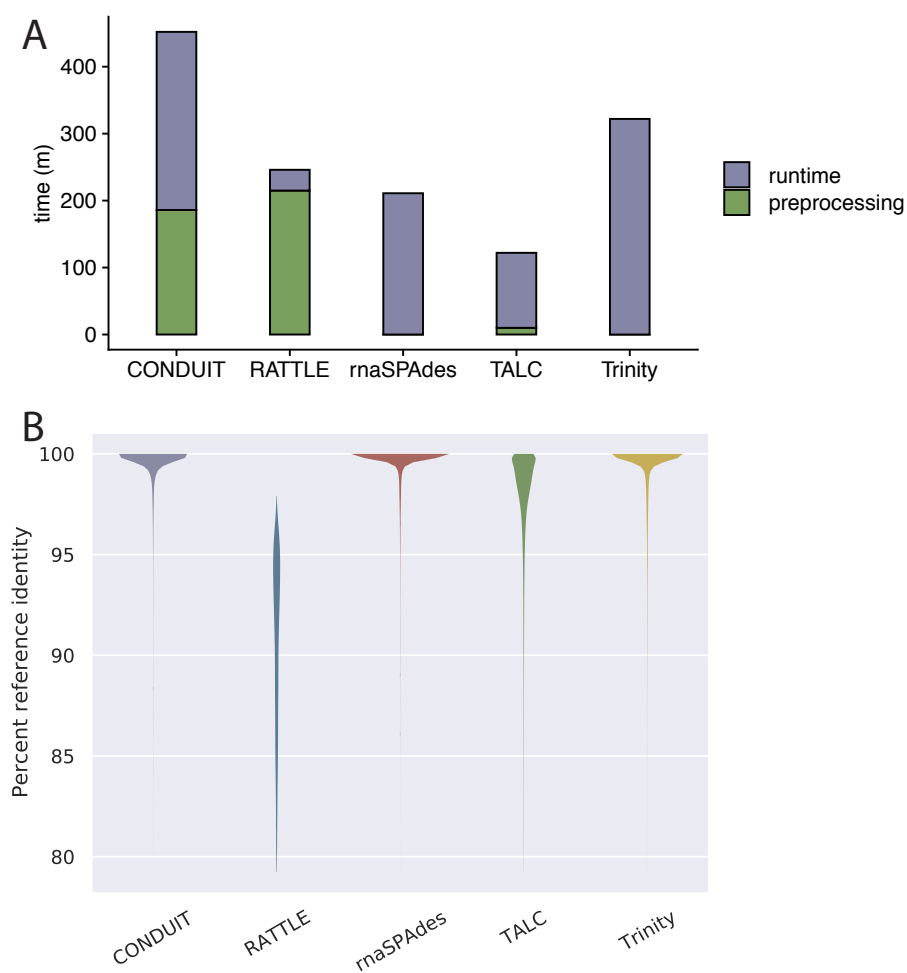 A
time (m)
400
300
200
100
0
CONDUIT RATTLE rnaSPAdes TALC Trinity
runtime
preprocessing
B
Percent reference identity
100
95
90
85
80
CONDUIT RATTLE rnaSPAdes TALC Trinity